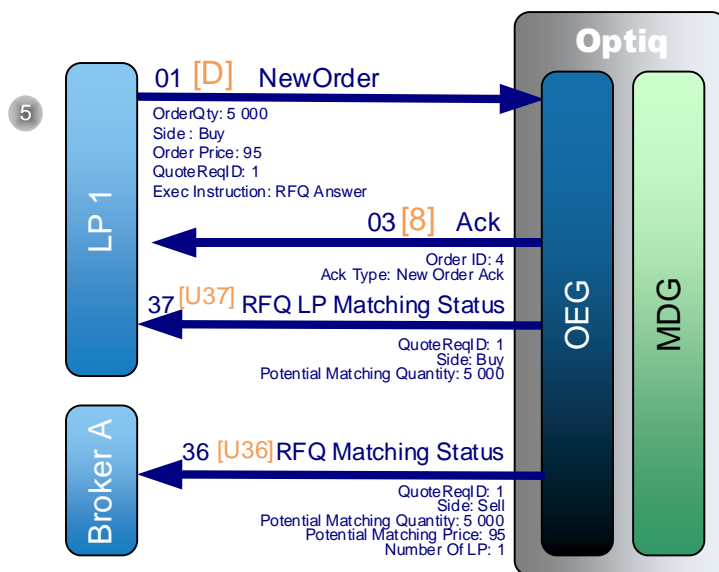 Optiq
5
LP 1
01 [D] NewOrder
OrderQty: 5 000
Side : Buy
Order Price: 95
QuoteReqID: 1
Exec Instruction: RFQ Answer
03 [8] Ack
Order ID: 4
Ack Type: New Order Ack
37 [U37] RFQ LP Matching Status
QuoteReqID: 1
Side: Buy
Potential Matching Quantity: 5 000
OEG
MDG
Broker A
36 [U36] RFQ Matching Status
QuoteReqID: 1
Side: Sell
Potential Matching Quantity: 5 000
Potential Matching Price: 95
Number Of LP: 1